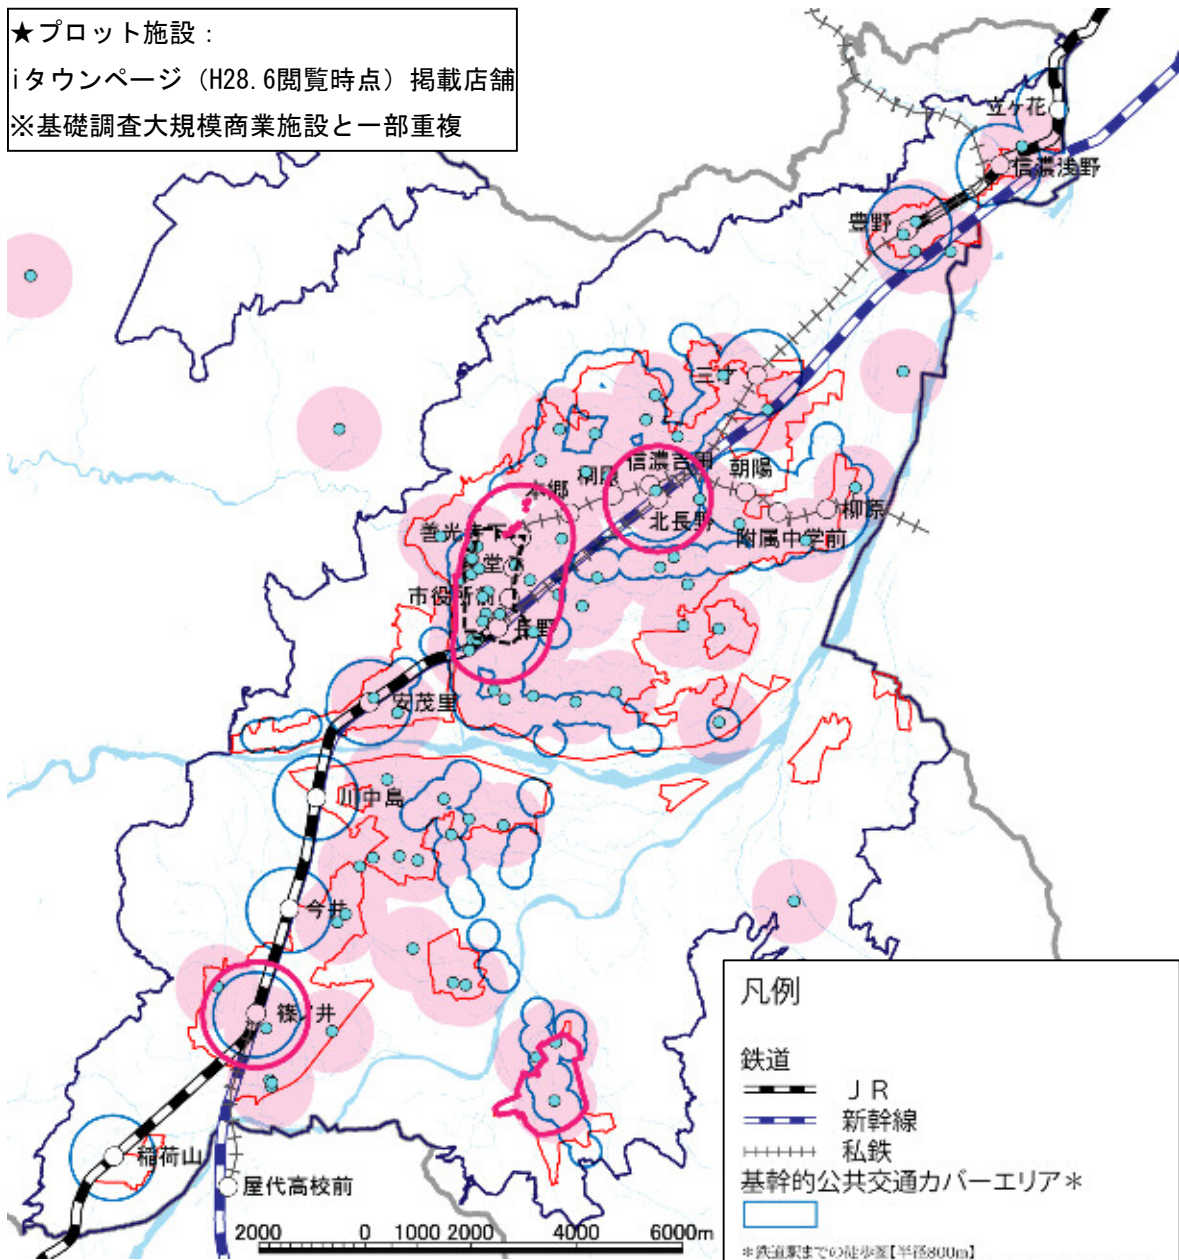 ★プロット施設：
iタウンページ（H28.6閲覧時点）掲載店舗
※基礎調査大規模商業施設と一部重複
立ヶ花
信濃浅野
豊野
三才
信濃吉田
朝陽
桐原
本郷
柳原
北長野
附属中学前
善光寺下
堂
市役所前
長野
安茂里
川中島
今井
篠ノ井
稲荷山
屋代高校前
2000 0 1000 2000 4000 6000m
凡例
鉄道
ＪＲ
新幹線
私鉄
基幹的公共交通カバーエリア＊
＊鉄道駅までの徒歩圏【半径800m】